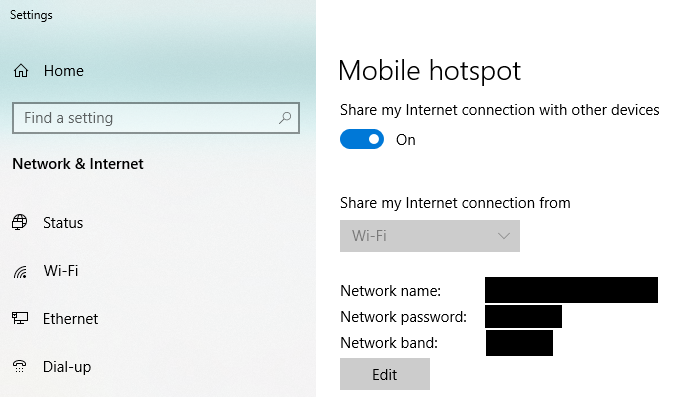 Settings
Home
Find a setting
Network & Internet
Status
Wi-Fi
Ethernet
Dial-up
Mobile hotspot
Share my Internet connection with other devices
On
Share my Internet connection from
Wi-Fi
Network name:
Network password:
Network band:
Edit